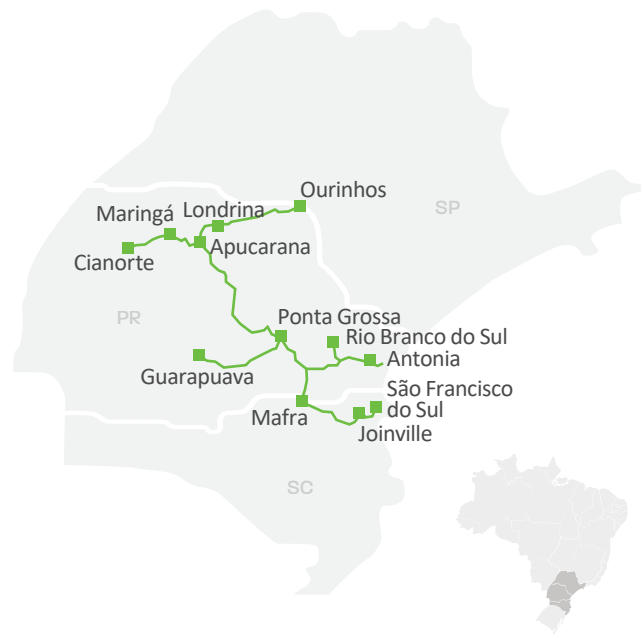 Ourinhos
Maringá
Londrina
SP
Apucarana
Cianorte
PR
Ponta Grossa
Rio Branco do Sul
Antonia
Guarapuava
São Francisco
do Sul
Mafra
Joinville
SC